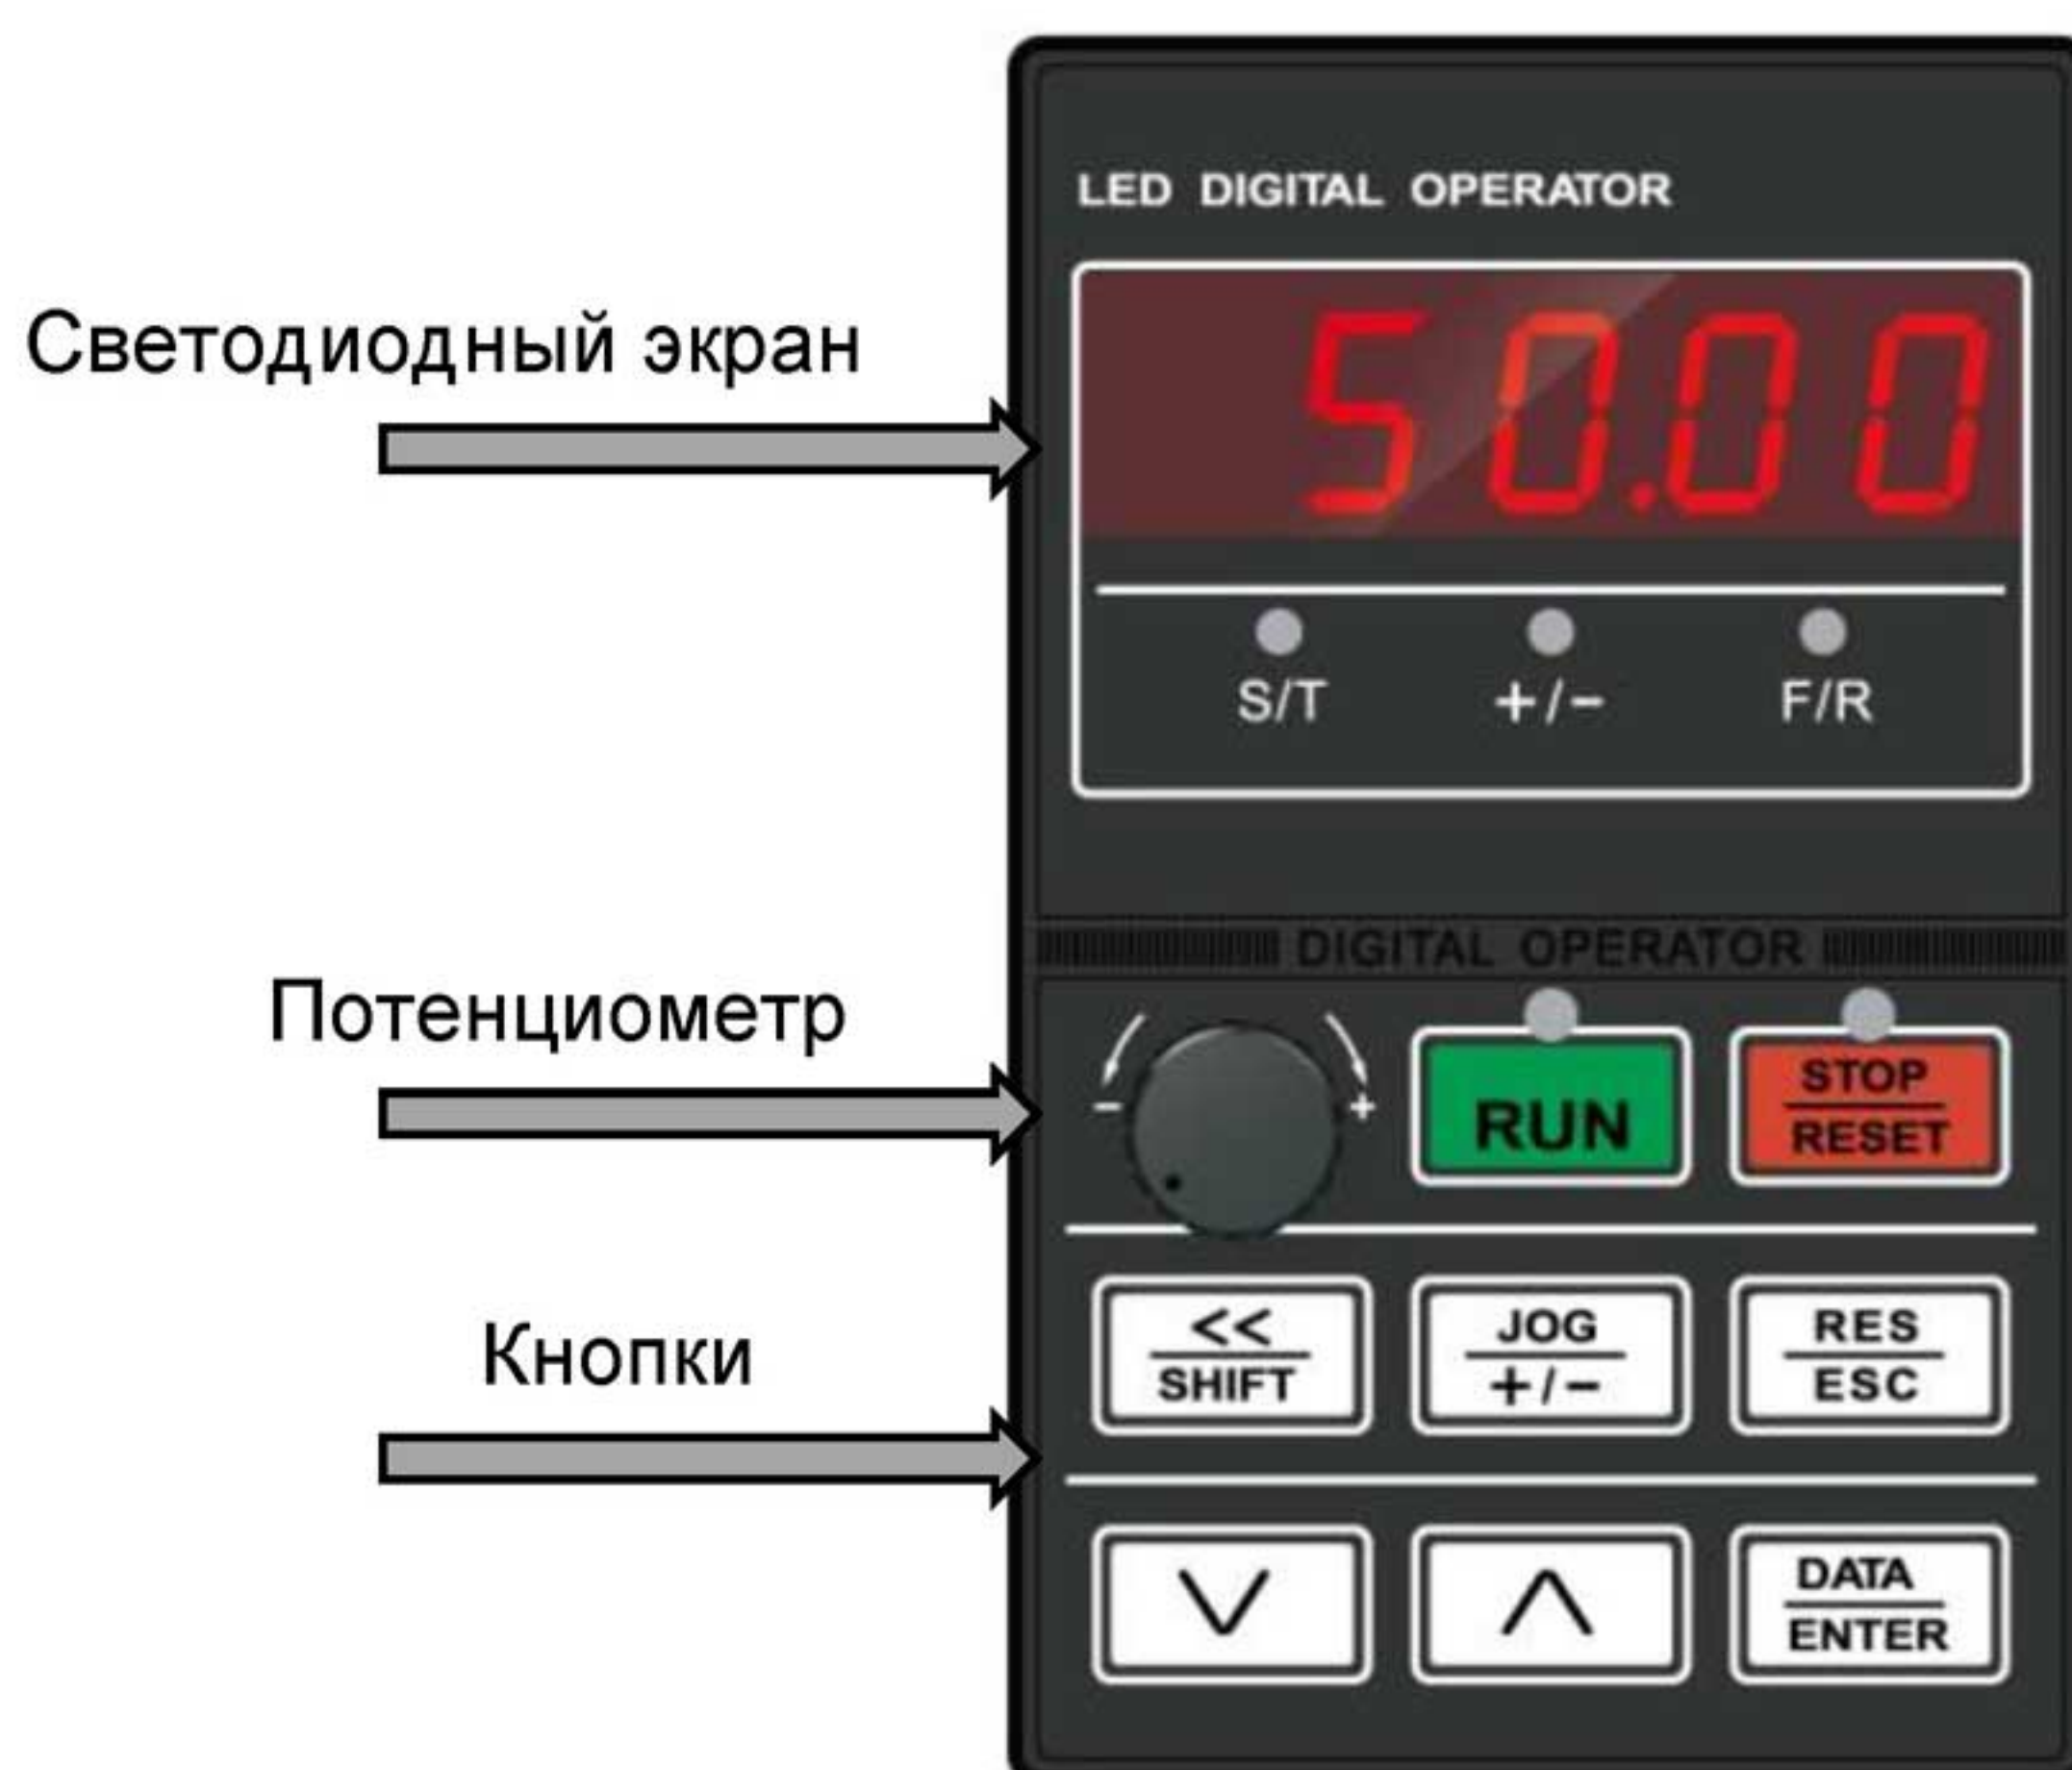 LED DIGITAL OPERATOR
Светодиодный экран
50.00
S/T +/- F/R
DIGITAL OPERATOR
Потенциометр
- +
RUN
STOP
RESET
Кнопки
<<
SHIFT
JOG
+/-
RES
ESC
DATA
ENTER